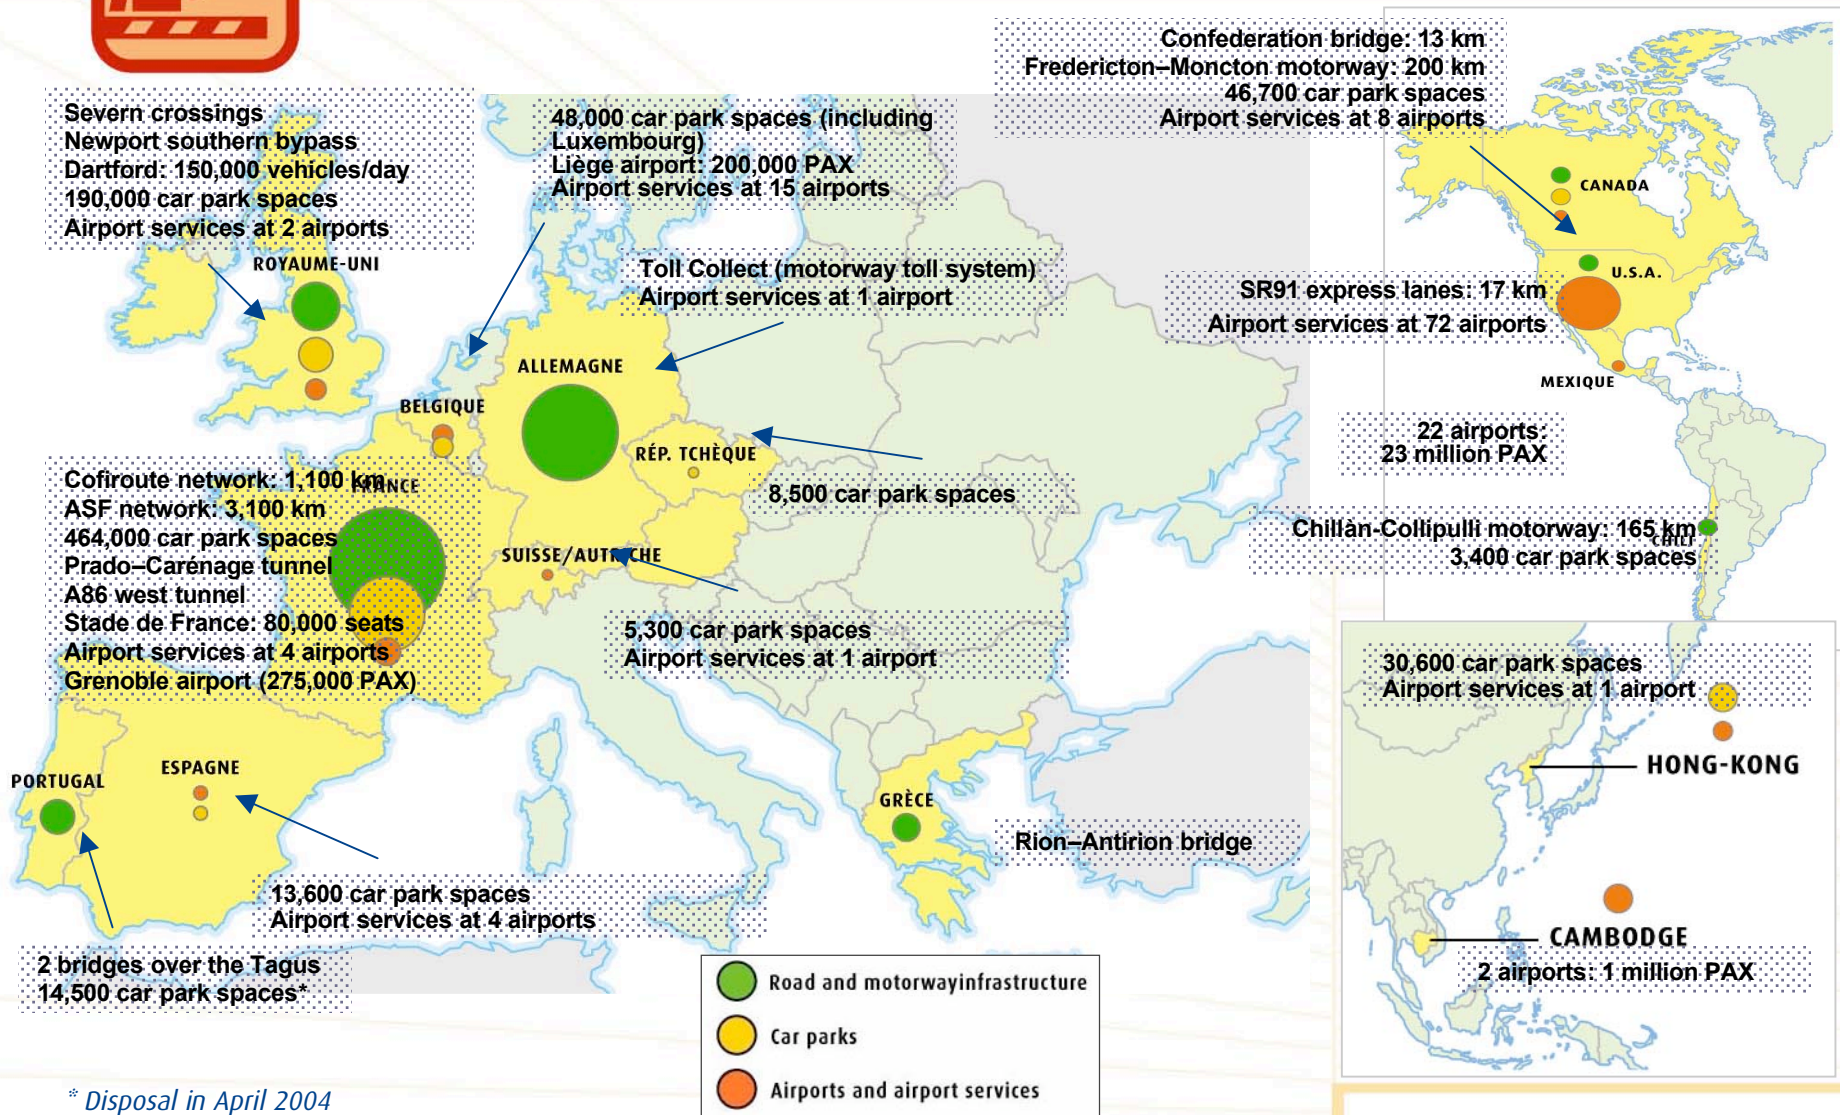 Severn crossings
Newport southern bypass
Dartford: 150,000 vehicles/day
190,000 car park spaces
Airport services at 2 airports
ROYAUME-UNI
48,000 car park spaces (including
Luxembourg)
Liège airport: 200,000 PAX
Airport services at 15 airports
Toll Collect (motorway toll system)
Airport services at 1 airport
ALLEMAGNE
BELGIQUE
RÉP. TCHÈQUE
8,500 car park spaces
Cofiroute network: 1,100 km
FRANCE
ASF network: 3,100 km
464,000 car park spaces
Prado–Carénage tunnel
A86 west tunnel
Stade de France: 80,000 seats
Airport services at 4 airports
Grenoble airport (275,000 PAX)
SUISSE/AUTRICHE
5,300 car park spaces
Airport services at 1 airport
PORTUGAL
ESPAGNE
13,600 car park spaces
Airport services at 4 airports
2 bridges over the Tagus
14,500 car park spaces*
GRÈCE
Rion–Antirion bridge
Confederation bridge: 13 km
Fredericton–Moncton motorway: 200 km
46,700 car park spaces
Airport services at 8 airports
CANADA
U.S.A.
SR91 express lanes: 17 km
Airport services at 72 airports
MEXIQUE
22 airports:
23 million PAX
Chillàn-Collipulli motorway: 165 km
CHILI
3,400 car park spaces
30,600 car park spaces
Airport services at 1 airport
HONG-KONG
CAMBODGE
2 airports: 1 million PAX
Road and motorwayinfrastructure
Car parks
Airports and airport services
* Disposal in April 2004